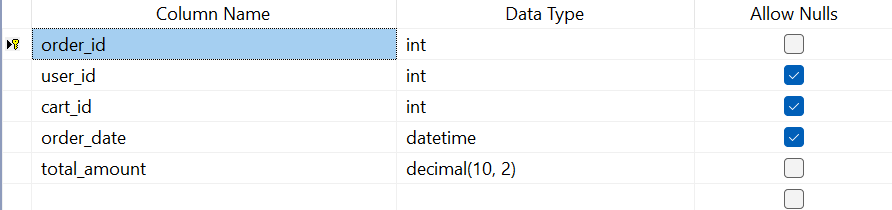 Column Name Data Type Allow Nulls
order_id int
user_id int
cart_id int
order_date datetime
total_amount decimal(10, 2)